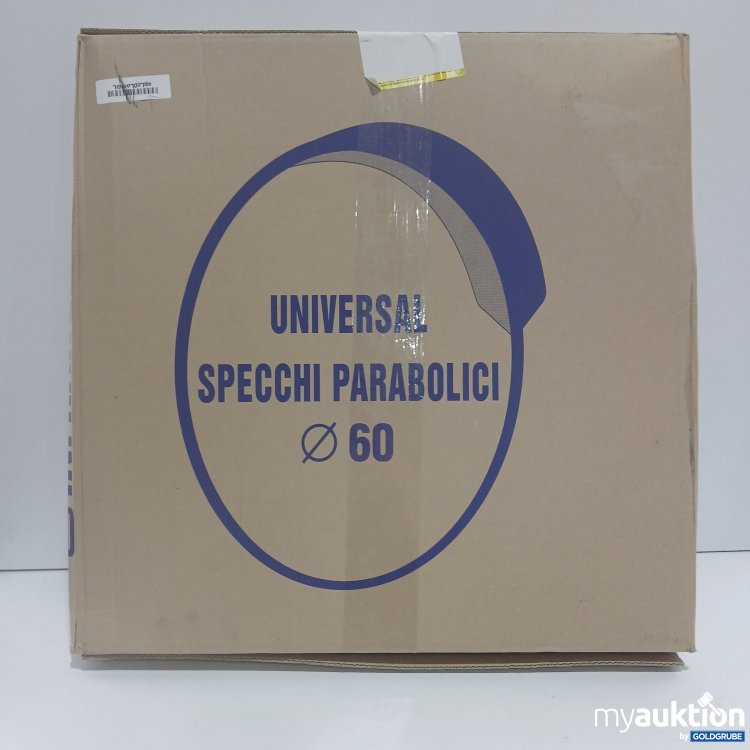 UNIVERSAL
SPECCHI PARABOLICI
Ø 60
myauktion
by GOLDGRUBE